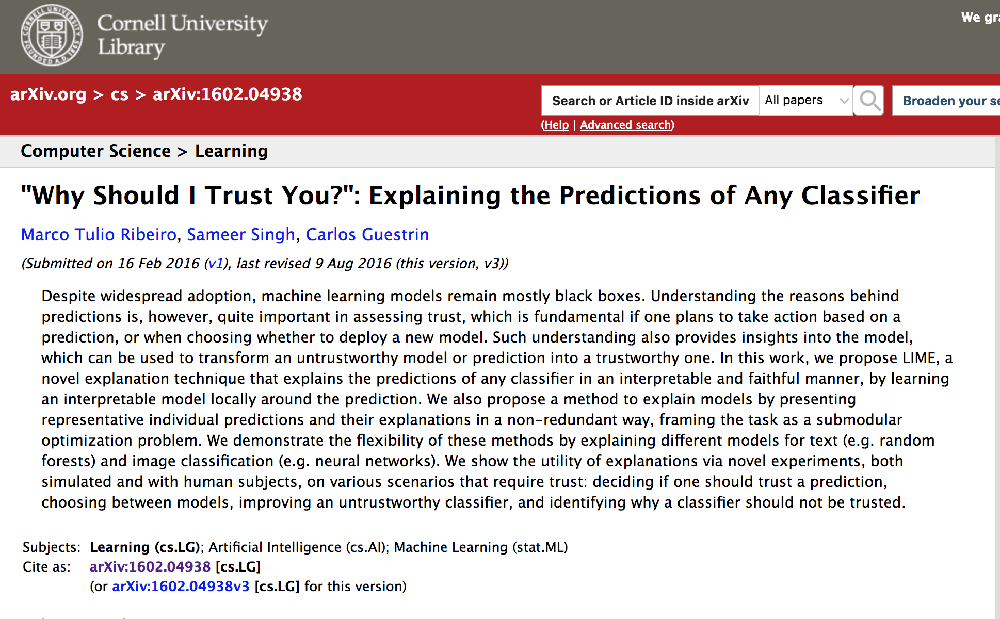 Cornell University
Library
We gra
arXiv.org > cs > arXiv:1602.04938
Search or Article ID inside arXiv
All papers
Broaden your se
(Help | Advanced search)
Computer Science > Learning
"Why Should I Trust You?": Explaining the Predictions of Any Classifier
Marco Tulio Ribeiro, Sameer Singh, Carlos Guestrin
(Submitted on 16 Feb 2016 (v1), last revised 9 Aug 2016 (this version, v3))
Despite widespread adoption, machine learning models remain mostly black boxes. Understanding the reasons behind
predictions is, however, quite important in assessing trust, which is fundamental if one plans to take action based on a
prediction, or when choosing whether to deploy a new model. Such understanding also provides insights into the model,
which can be used to transform an untrustworthy model or prediction into a trustworthy one. In this work, we propose LIME, a
novel explanation technique that explains the predictions of any classifier in an interpretable and faithful manner, by learning
an interpretable model locally around the prediction. We also propose a method to explain models by presenting
representative individual predictions and their explanations in a non-redundant way, framing the task as a submodular
optimization problem. We demonstrate the flexibility of these methods by explaining different models for text (e.g. random
forests) and image classification (e.g. neural networks). We show the utility of explanations via novel experiments, both
simulated and with human subjects, on various scenarios that require trust: deciding if one should trust a prediction,
choosing between models, improving an untrustworthy classifier, and identifying why a classifier should not be trusted.
Subjects: Learning (cs.LG); Artificial Intelligence (cs.AI); Machine Learning (stat.ML)
Cite as: arXiv:1602.04938 [cs.LG]
(or arXiv:1602.04938v3 [cs.LG] for this version)